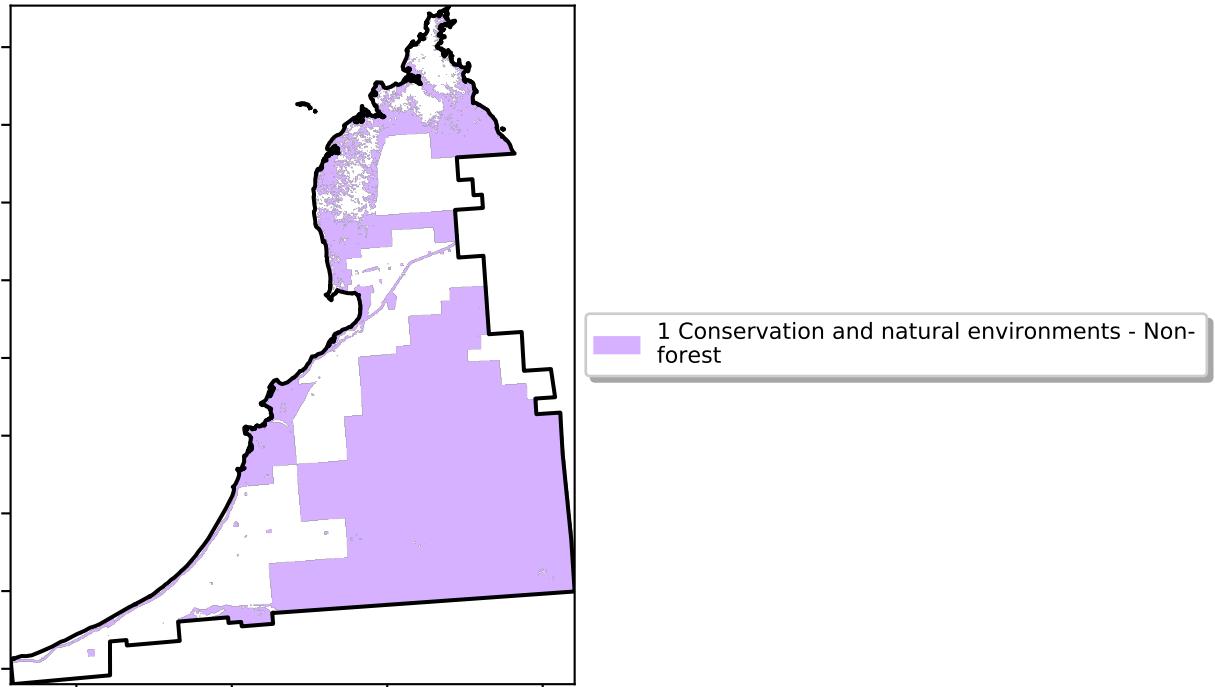 1 Conservation and natural environments - Non-
forest